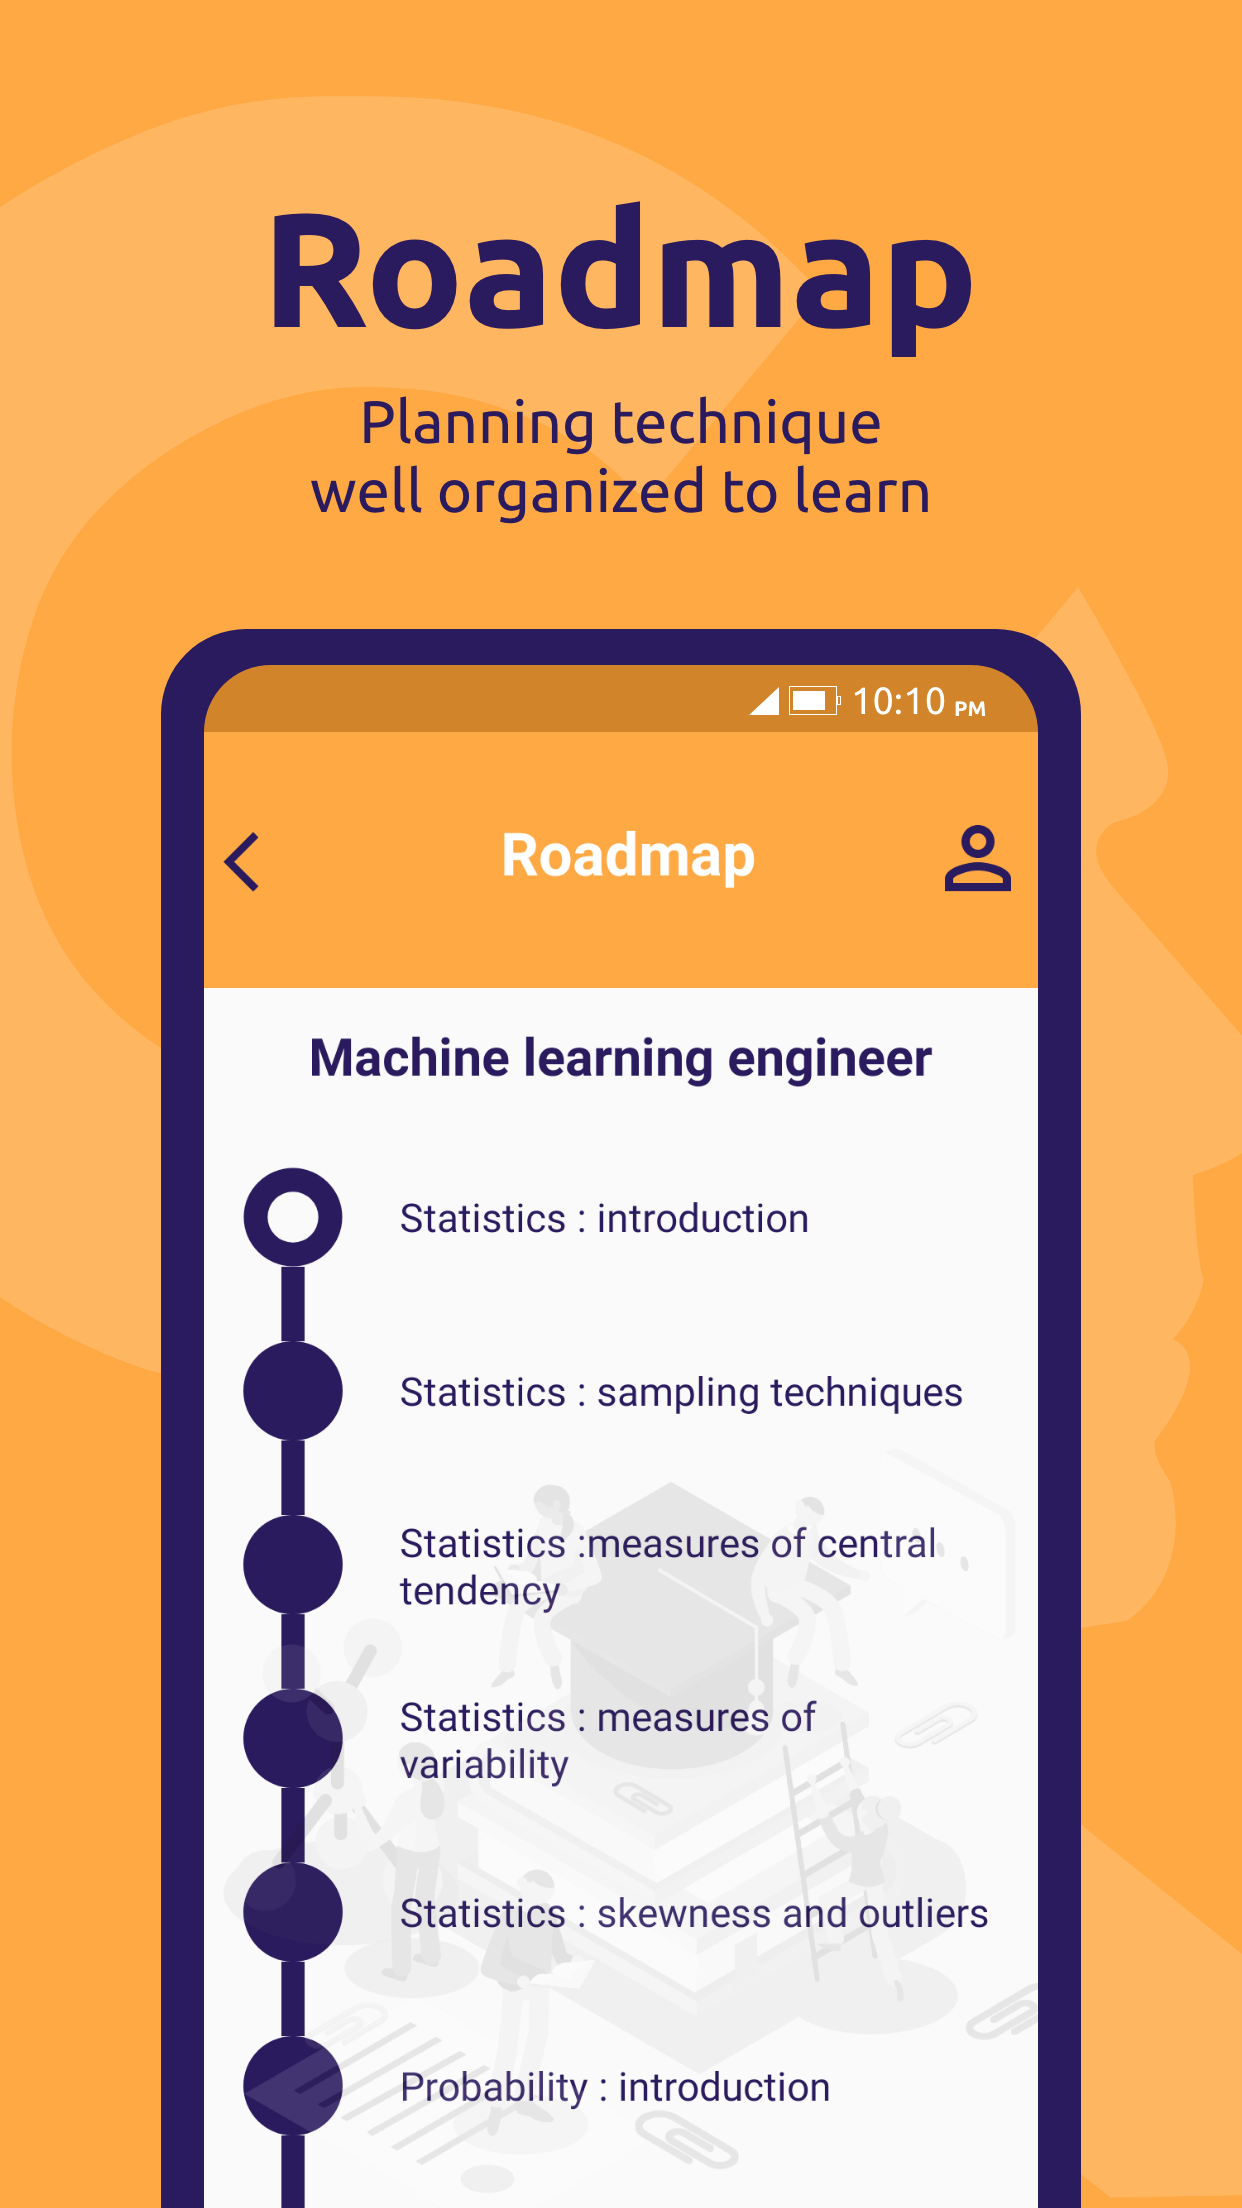 Roadmap
Planning technique
well organized to learn
10:10 PM
Roadmap
Machine learning engineer
Statistics : introduction
Statistics : sampling techniques
Statistics :measures of central
tendency
Statistics : measures of
variability
Statistics : skewness and outliers
Probability : introduction